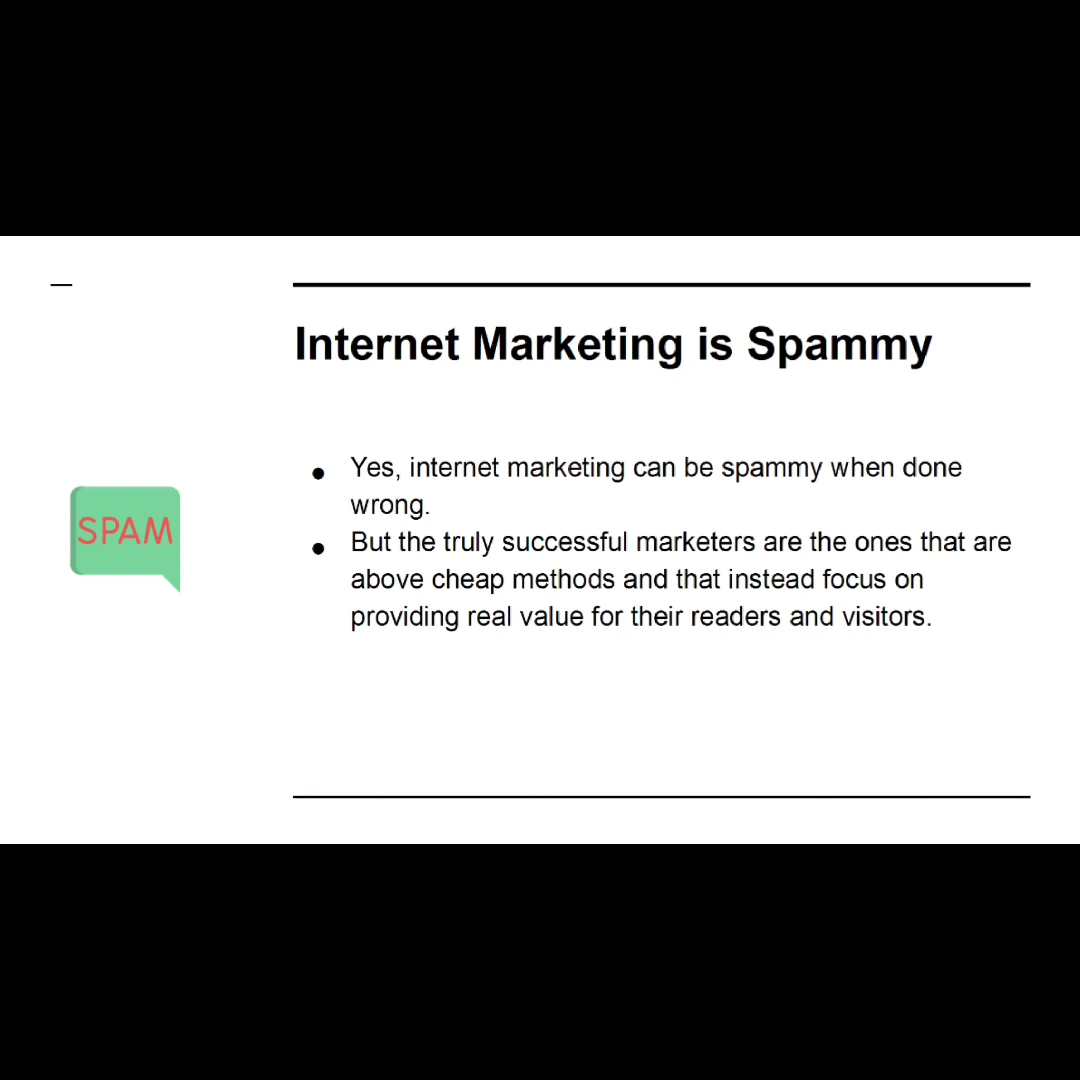 Internet Marketing is Spammy
SPAM
● Yes, internet marketing can be spammy when done
wrong.
● But the truly successful marketers are the ones that are
above cheap methods and that instead focus on
providing real value for their readers and visitors.